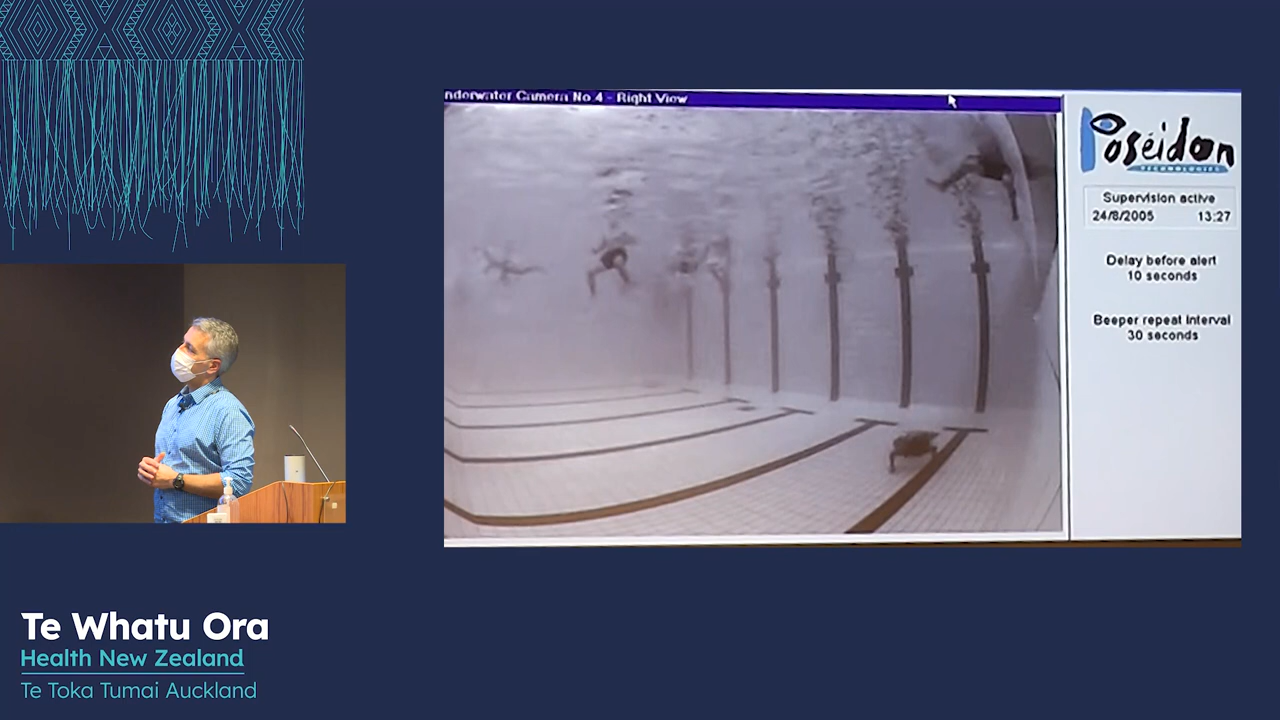 nderwater Camera No 4 - Right View
Poséidon
TECHNOLOGIES
Supervision active
24/8/2005 13:27
Delay before alert
10 seconds
Beeper repeat interval
30 seconds
Te Whatu Ora
Health New Zealand
Te Toka Tumai Auckland